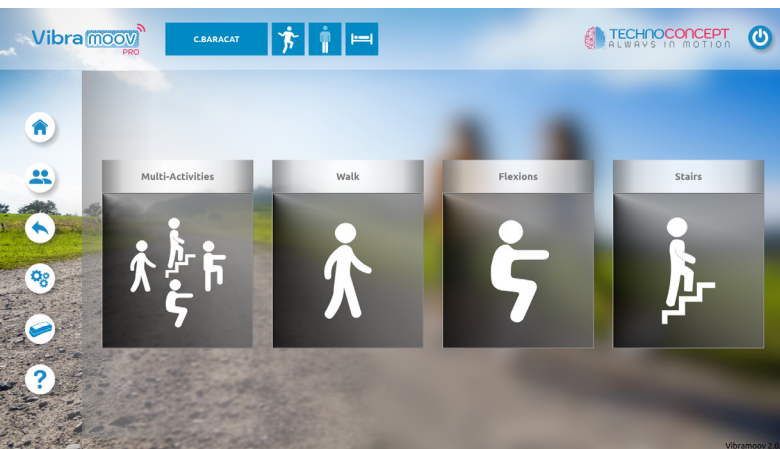 Vibramoov
PRO
C.BARACAT
TECHNOCONCEPT
ALWAYS IN MOTION
Multi-Activities
Walk
Flexions
Stairs
?
Vibramoov 2.0